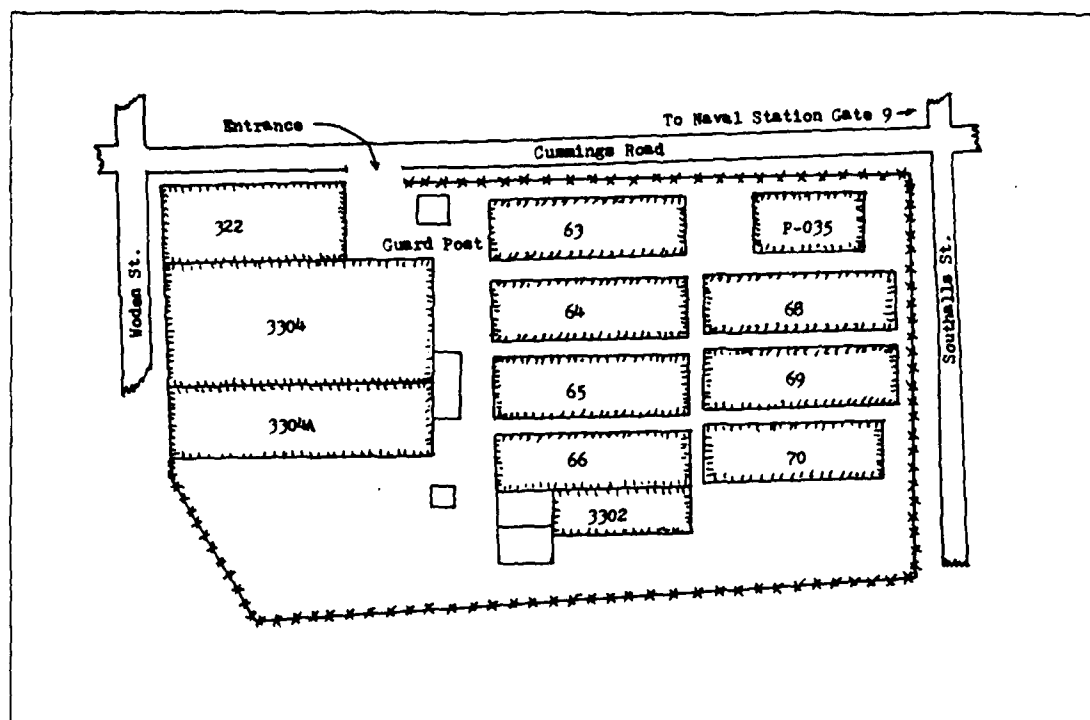 To Naval Station Gate 9
Entrance
Cummings Road
322
63
P-035
Guard Post
Woden St.
Southalls St.
3304
64
68
65
69
3304A
66
70
3302